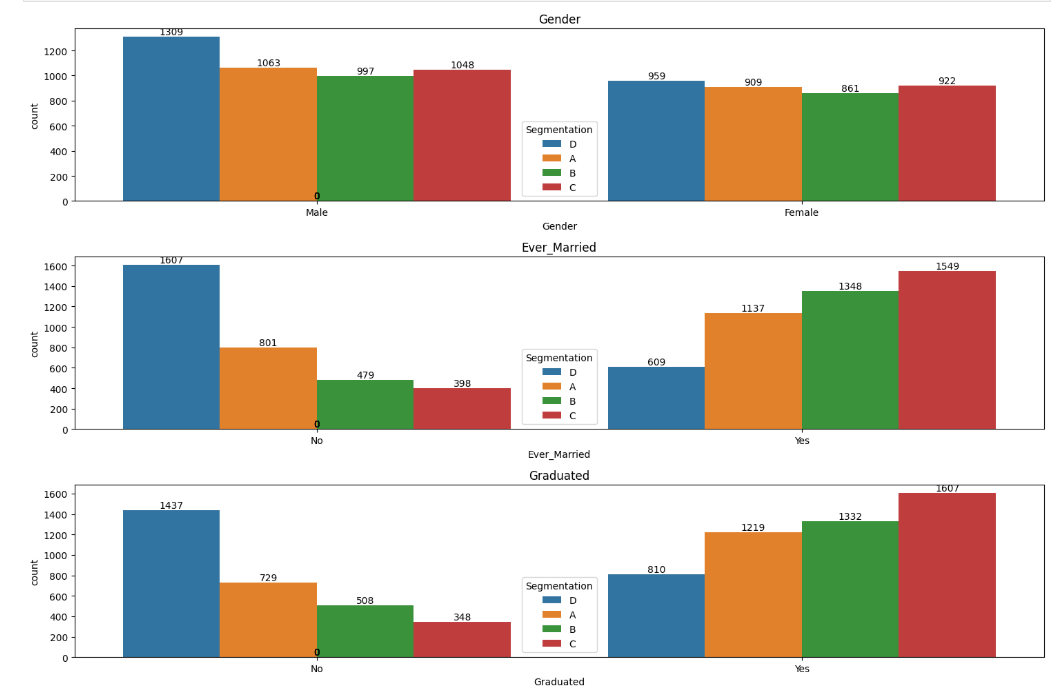 Gender
1309
1063
997
1048
959
909
861
922
0
1200
1000
800
600
400
200
0
count
Segmentation
D
A
B
C
Male Female
Gender
Ever_Married
1607
801
479
398
609
1137
1348
1549
0
1600
1400
1200
1000
800
600
400
200
0
count
Segmentation
D
A
B
C
No Yes
Ever_Married
Graduated
1437
729
508
348
810
1219
1332
1607
0
1600
1400
1200
1000
800
600
400
200
0
count
Segmentation
D
A
B
C
No Yes
Graduated